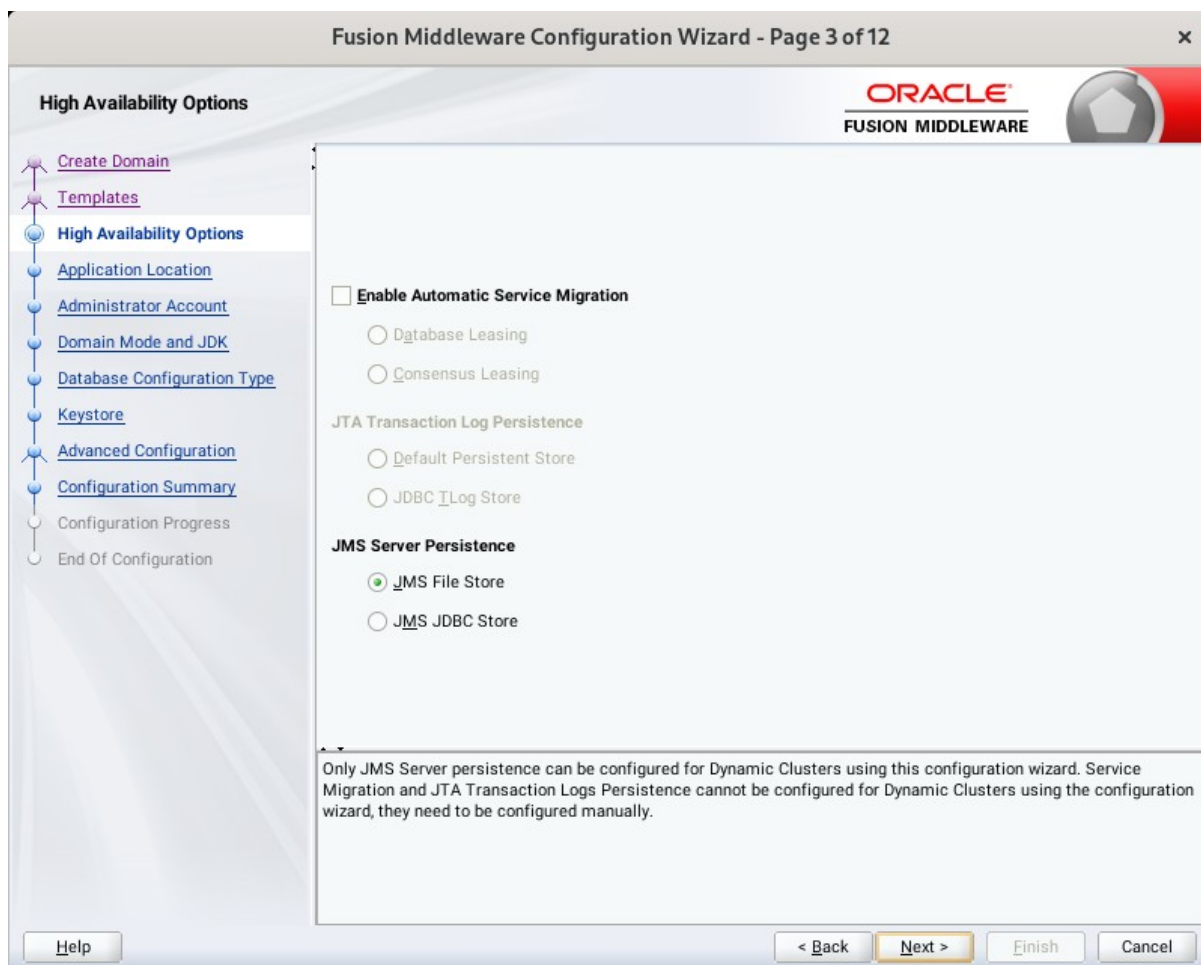 Fusion Middleware Configuration Wizard - Page 3 of 12
High Availability Options
ORACLE
FUSION MIDDLEWARE
Create Domain
Templates
High Availability Options
Application Location
Administrator Account
Domain Mode and JDK
Database Configuration Type
Keystore
Advanced Configuration
Configuration Summary
Configuration Progress
End Of Configuration
Enable Automatic Service Migration
Database Leasing
Consensus Leasing
JTA Transaction Log Persistence
Default Persistent Store
JDBC TLog Store
JMS Server Persistence
JMS File Store
JMS JDBC Store
Only JMS Server persistence can be configured for Dynamic Clusters using this configuration wizard. Service
Migration and JTA Transaction Logs Persistence cannot be configured for Dynamic Clusters using the configuration
wizard, they need to be configured manually.
Help
< Back
Next >
Finish
Cancel